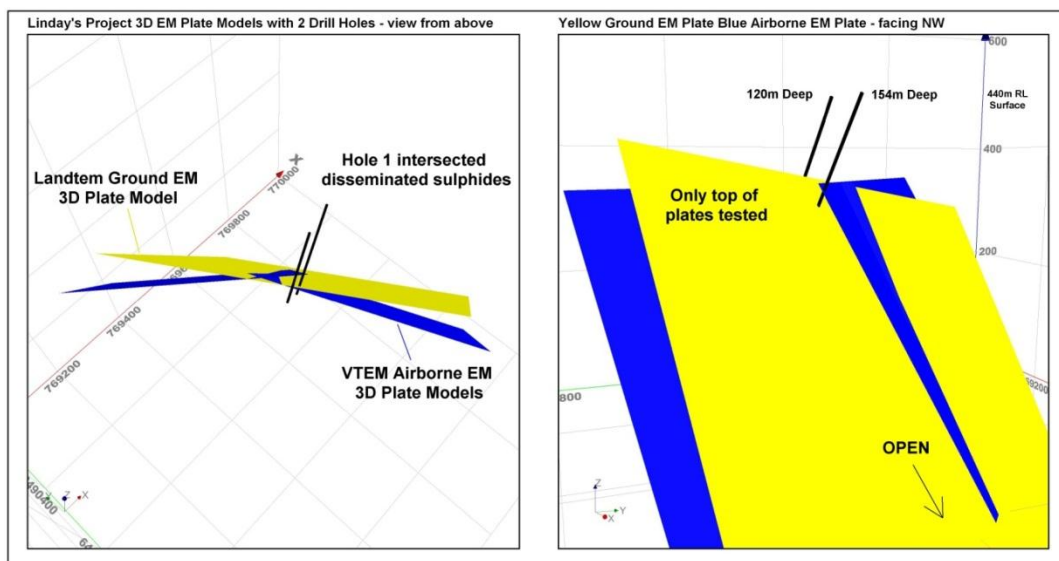 Linday's Project 3D EM Plate Models with 2 Drill Holes - view from above
Landtem Ground EM
3D Plate Model
Hole 1 intersected
disseminated sulphides
X
770000
769800
769400
769200
VTEM Airborne EM
3D Plate Models
490400
Z
X
Yellow Ground EM Plate Blue Airborne EM Plate - facing NW
600
120m Deep
154m Deep
440m RL
Surface
400
Only top of
plates tested
200
69200
800
OPEN
Z
Y
X